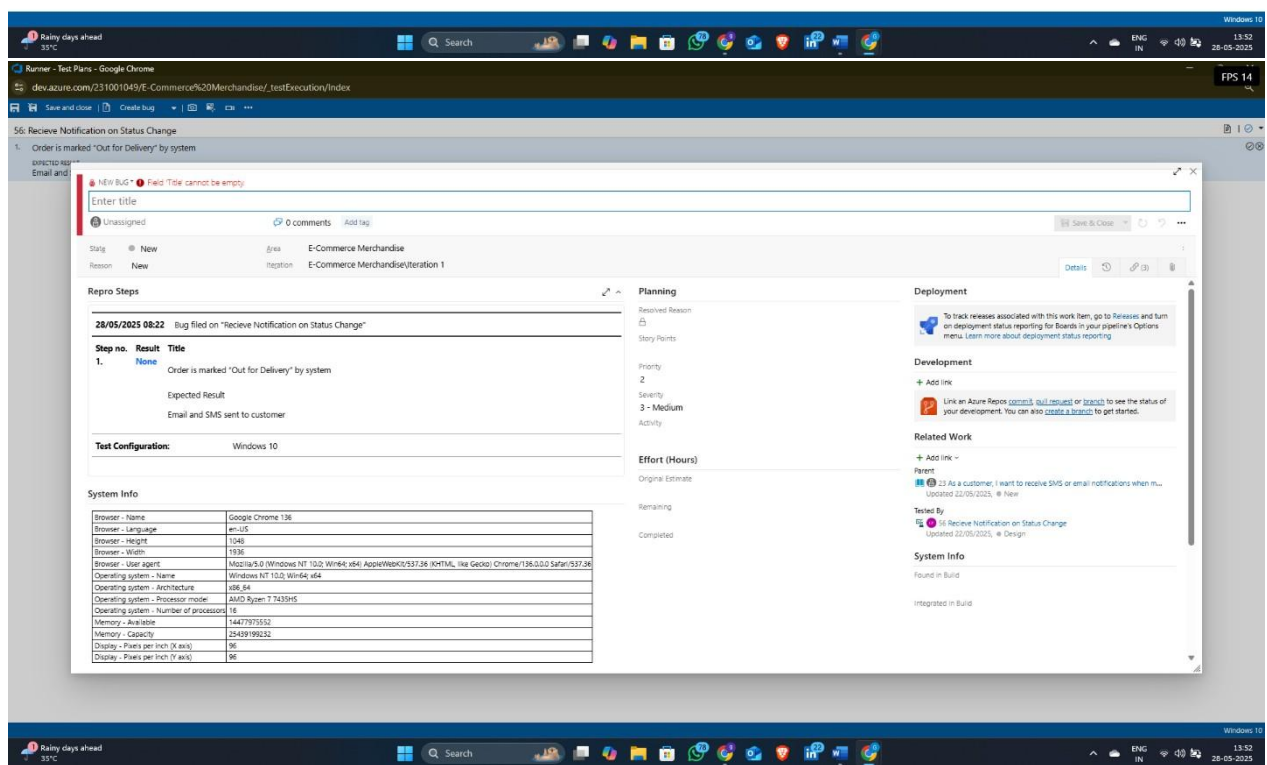 Windows 10
Rainy days ahead
35°C
Search
ENG
IN
13:52
28-05-2025
Runner - Test Plans - Google Chrome
FPS 14
dev.azure.com/231001049/E-Commerce%20Merchandise/_testExecution/Index
Save and close
Create bug
56: Recieve Notification on Status Change
1. Order is marked "Out for Delivery" by system
EXPECTED RES
Email and
NEW BUG * Field 'Title' cannot be empty.
Enter title
Unassigned
0 comments
Add tag
Save & Close
State New
Area E-Commerce Merchandise
Reason New
Iteration E-Commerce Merchandise\Iteration 1
Details
(3)
Repro Steps
28/05/2025 08:22 Bug filed on "Recieve Notification on Status Change"
Step no. Result Title
1. None
Order is marked "Out for Delivery" by system
Expected Result
Email and SMS sent to customer
Test Configuration: Windows 10
System Info
Browser - Name Google Chrome 136
Browser - Language en-US
Browser - Height 1048
Browser - Width 1936
Browser - User agent Mozilla/5.0 (Windows NT 10.0; Win64; x64) AppleWebKit/537.36 (KHTML, like Gecko) Chrome/136.0.0.0 Safari/537.36
Operating system - Name Windows NT 10.0; Win64; x64
Operating system - Architecture x86_64
Operating system - Processor model AMD Ryzen 7 7435HS
Operating system - Number of processors 16
Memory - Available 14477975552
Memory - Capacity 25439199232
Display - Pixels per inch (X axis) 96
Display - Pixels per inch (Y axis) 96
Planning
Resolved Reason
Story Points
Priority
2
Severity
3 - Medium
Activity
Effort (Hours)
Original Estimate
Remaining
Completed
Deployment
To track releases associated with this work item, go to Releases and turn
on deployment status reporting for Boards in your pipeline's Options
menu. Learn more about deployment status reporting
Development
+ Add link
Link an Azure Repos commit, pull request or branch to see the status of
your development. You can also create a branch to get started.
Related Work
+ Add link
Parent
23 As a customer, I want to receive SMS or email notifications when m...
Updated 22/05/2025, New
Tested By
56 Recieve Notification on Status Change
Updated 22/05/2025, Design
System Info
Found in Build
Integrated in Build
Windows 10
Rainy days ahead
35°C
Search
ENG
IN
13:52
28-05-2025